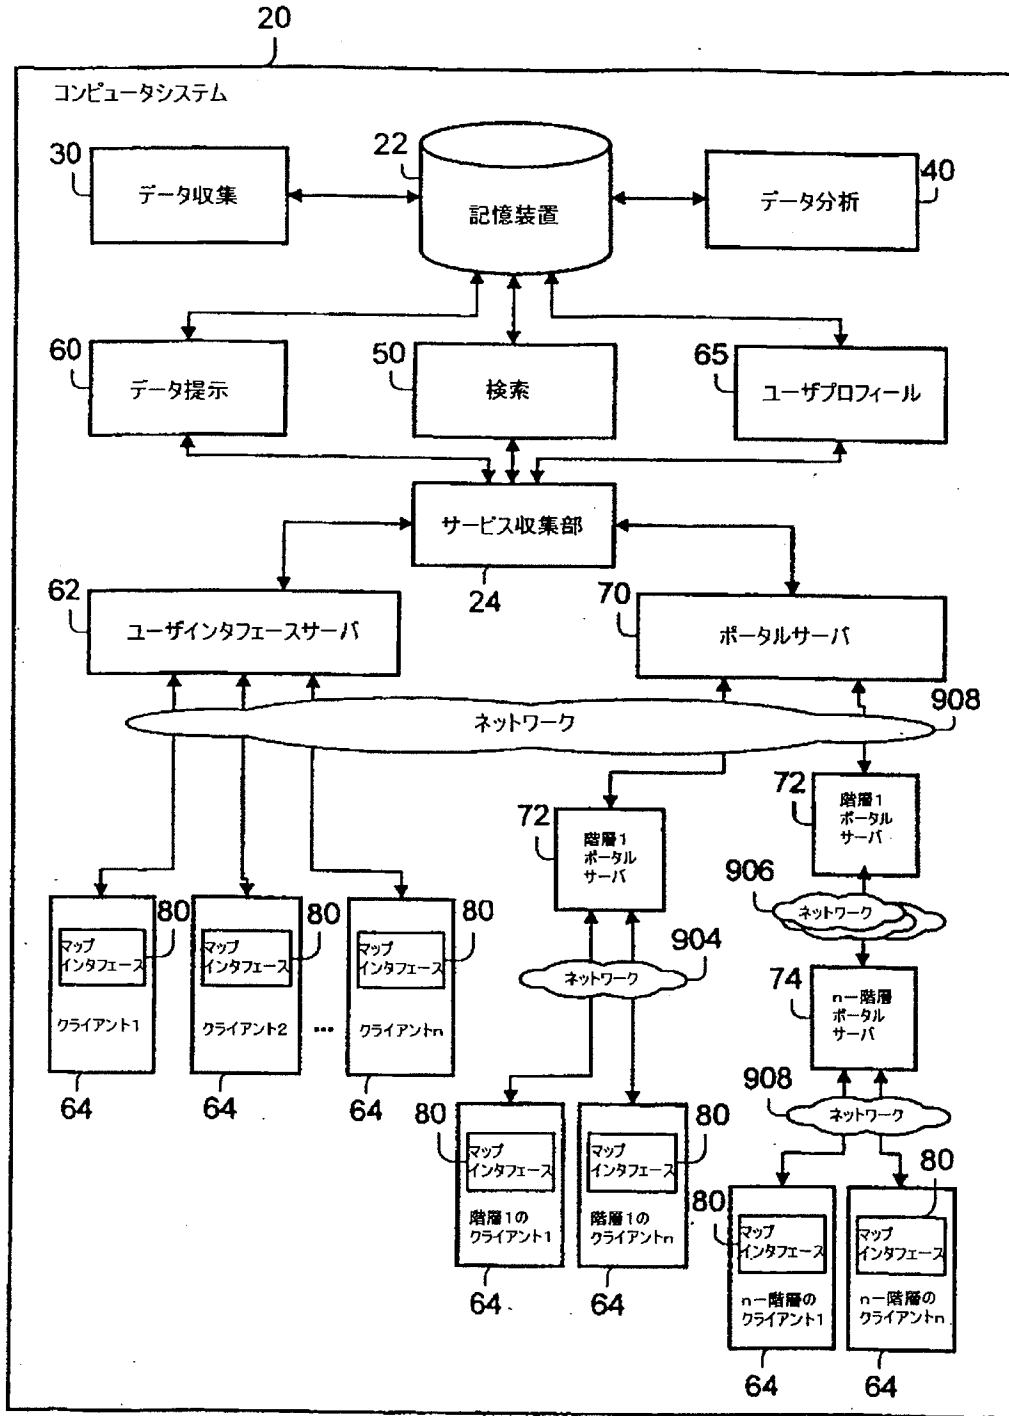 20
コンピュータシステム
30
データ収集
22
記憶装置
データ分析
40
60
データ提示
50
検索
65
ユーザプロフィール
サービス収集部
24
62
ユーザインタフェースサーバ
70
ポータルサーバ
ネットワーク
908
72
階層1
ポータル
サーバ
72
階層1
ポータル
サーバ
906
ネットワーク
80
マップ
インタフェース
クライアント1
64
80
マップ
インタフェース
クライアント2
64
...
80
マップ
インタフェース
クライアントn
64
904
ネットワーク
74
n－階層
ポータル
サーバ
908
ネットワーク
80
マップ
インタフェース
階層1の
クライアント1
64
80
マップ
インタフェース
階層1の
クライアントn
64
80
マップ
インタフェース
n－階層の
クライアント1
64
80
マップ
インタフェース
n－階層の
クライアントn
64